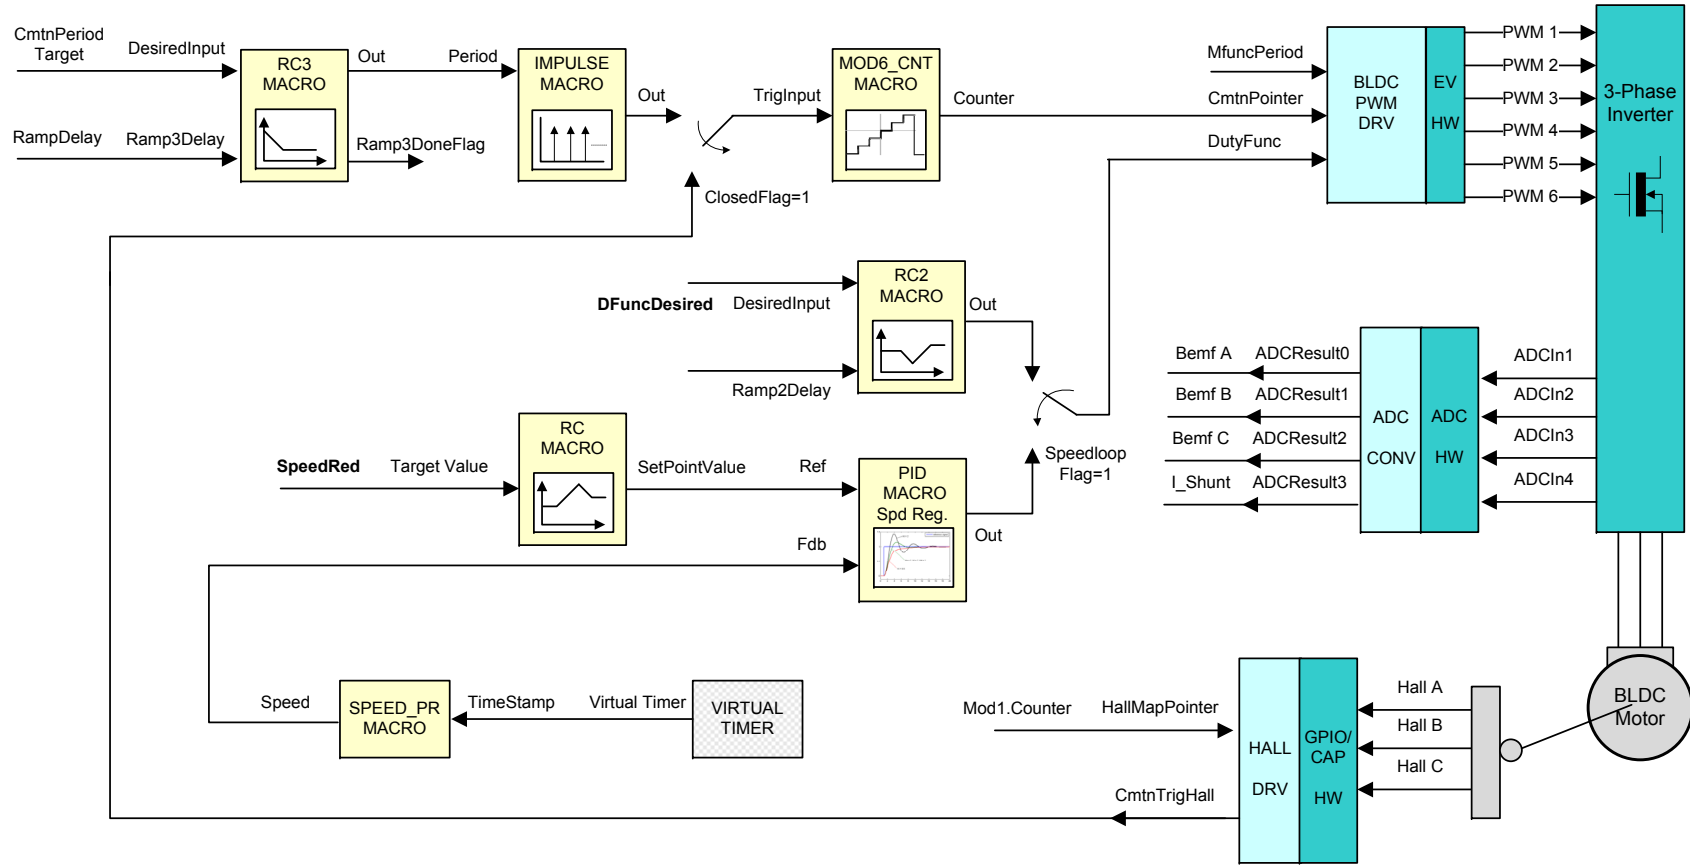 CmtnPeriod
Target
DesiredInput
RC3
MACRO
Out
Period
IMPULSE
MACRO
Out
TrigInput
MOD6_CNT
MACRO
Counter
MfuncPeriod
CmtnPointer
DutyFunc
BLDC
PWM
DRV
EV
HW
PWM 1
PWM 2
PWM 3
PWM 4
PWM 5
PWM 6
3-Phase
Inverter
RampDelay
Ramp3Delay
Ramp3DoneFlag
ClosedFlag=1
RC2
MACRO
DFuncDesired
DesiredInput
Out
Ramp2Delay
RC
MACRO
SpeedRed
Target Value
SetPointValue
Ref
PID
MACRO
Spd Reg.
Out
Fdb
Speedloop
Flag=1
Bemf A
ADCResult0
Bemf B
ADCResult1
Bemf C
ADCResult2
I_Shunt
ADCResult3
ADC
CONV
ADC
HW
ADCIn1
ADCIn2
ADCIn3
ADCIn4
Speed
SPEED_PR
MACRO
TimeStamp
Virtual Timer
VIRTUAL
TIMER
Mod1.Counter
HallMapPointer
HALL
DRV
GPIO/
CAP
HW
Hall A
Hall B
Hall C
BLDC
Motor
CmtnTrigHall